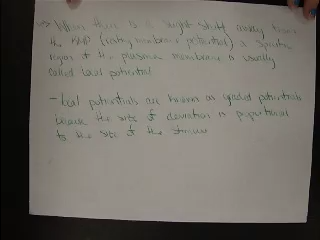 -> When there is a slight shift away from
the RMP (resting membrane potential) a specific
region of the plasma membrane is usually
called local potential
- local potentials are known as graded potentials
because the size of deviation is proportional
to the size of the stimulus